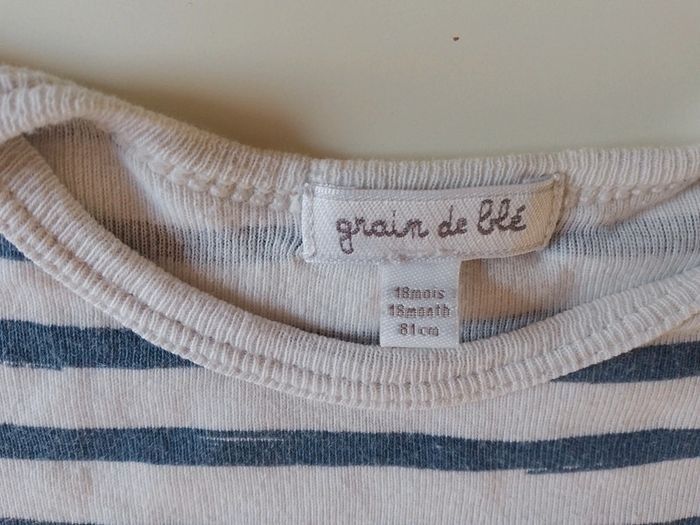 grain de blé
18mois
18month
81cm